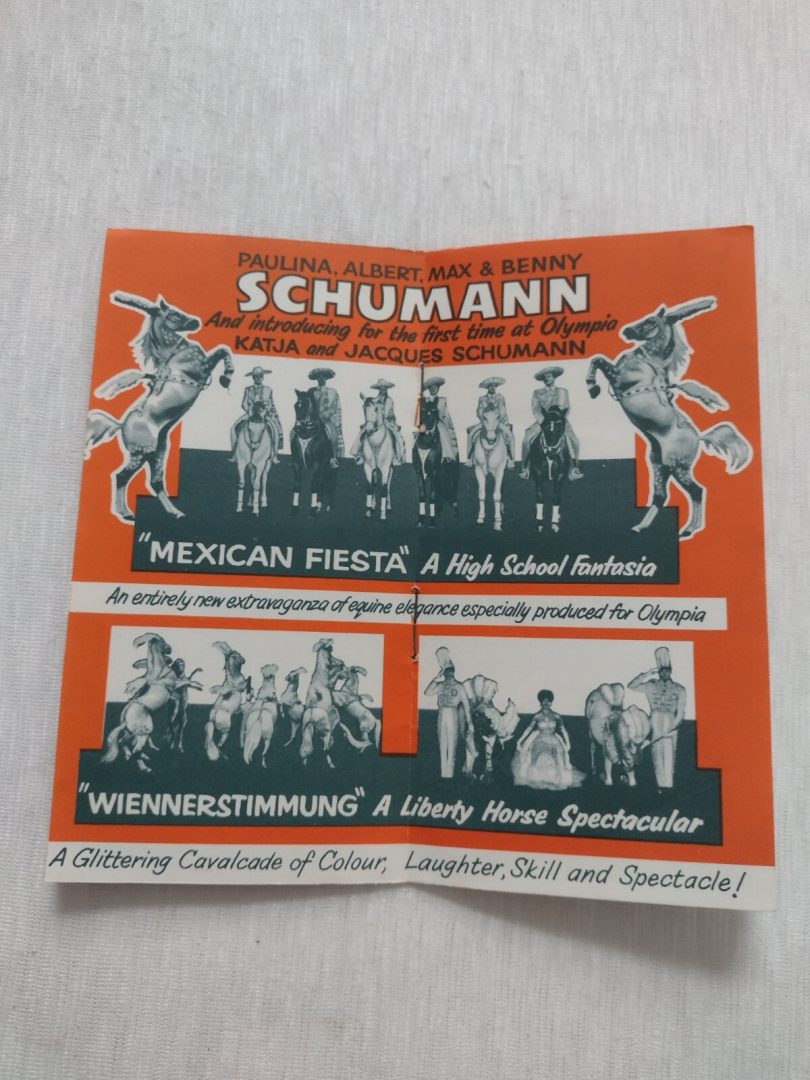 PAULINA, ALBERT, MAX & BENNY
SCHUMANN
And introducing for the first time at Olympia
KATJA and JACQUES SCHUMANN
"MEXICAN FIESTA" A High School Fantasia
An entirely new extravaganza of equine elegance especially produced for Olympia
"WIENNERSTIMMUNG" A Liberty Horse Spectacular
A Glittering Cavalcade of Colour, Laughter, Skill and Spectacle!